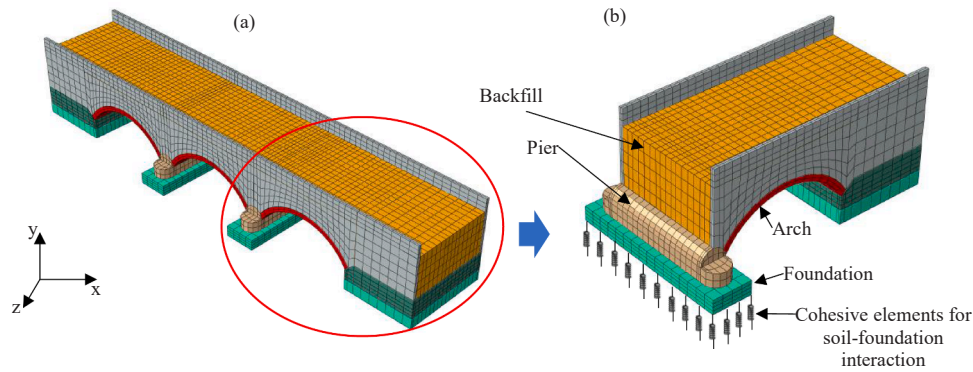 (a)
(b)
Backfill
Pier
Arch
Foundation
Cohesive elements for
soil-foundation
interaction
y
x
z